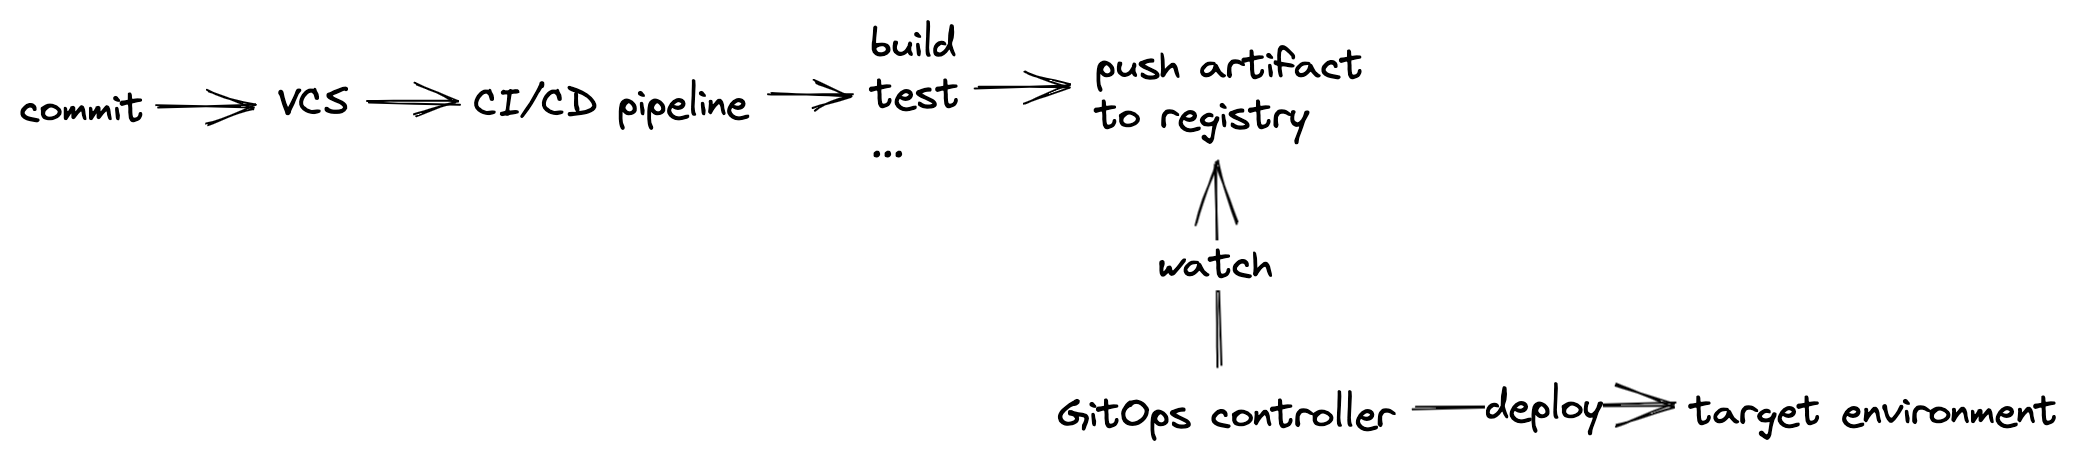 commit
VCS
CI/CD pipeline
build
test
...
push artifact
to registry
watch
GitOps controller
deploy
target environment